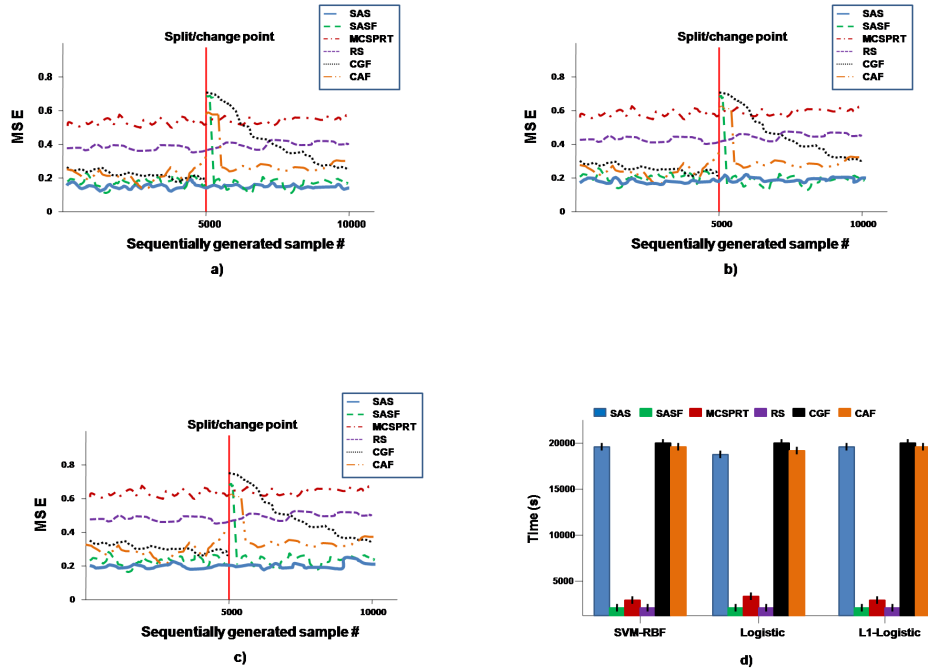 SAS
SASF
MCSPRT
RS
CGF
CAF
Split/change point
MSE
0.8
0.6
0.4
0.2
0
5000
10000
Sequentially generated sample #
a)
SAS
SASF
MCSPRT
RS
CGF
CAF
Split/change point
MSE
0.8
0.6
0.4
0.2
0
5000
10000
Sequentially generated sample #
b)
SAS
SASF
MCSPRT
RS
CGF
CAF
Split/change point
MSE
0.8
0.6
0.4
0.2
0
5000
10000
Sequentially generated sample #
c)
SAS SASF MCSPRT RS CGF CAF
Time (s)
20000
15000
10000
5000
SVM-RBF Logistic L1-Logistic
d)